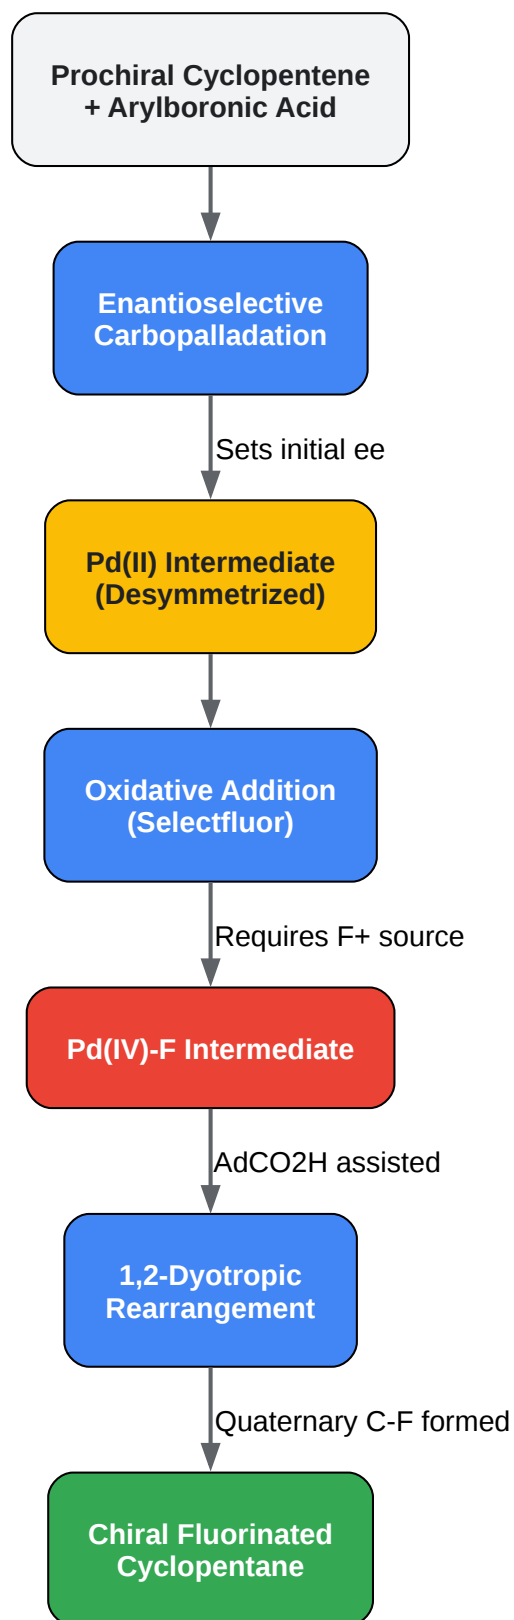 Prochiral Cyclopentene
+ Arylboronic Acid
Enantioselective
Carbopalladation
Sets initial ee
Pd(II) Intermediate
(Desymmetrized)
Oxidative Addition
(Selectfluor)
Requires F+ source
Pd(IV)-F Intermediate
AdCO2H assisted
1,2-Dyotropic
Rearrangement
Quaternary C-F formed
Chiral Fluorinated
Cyclopentane